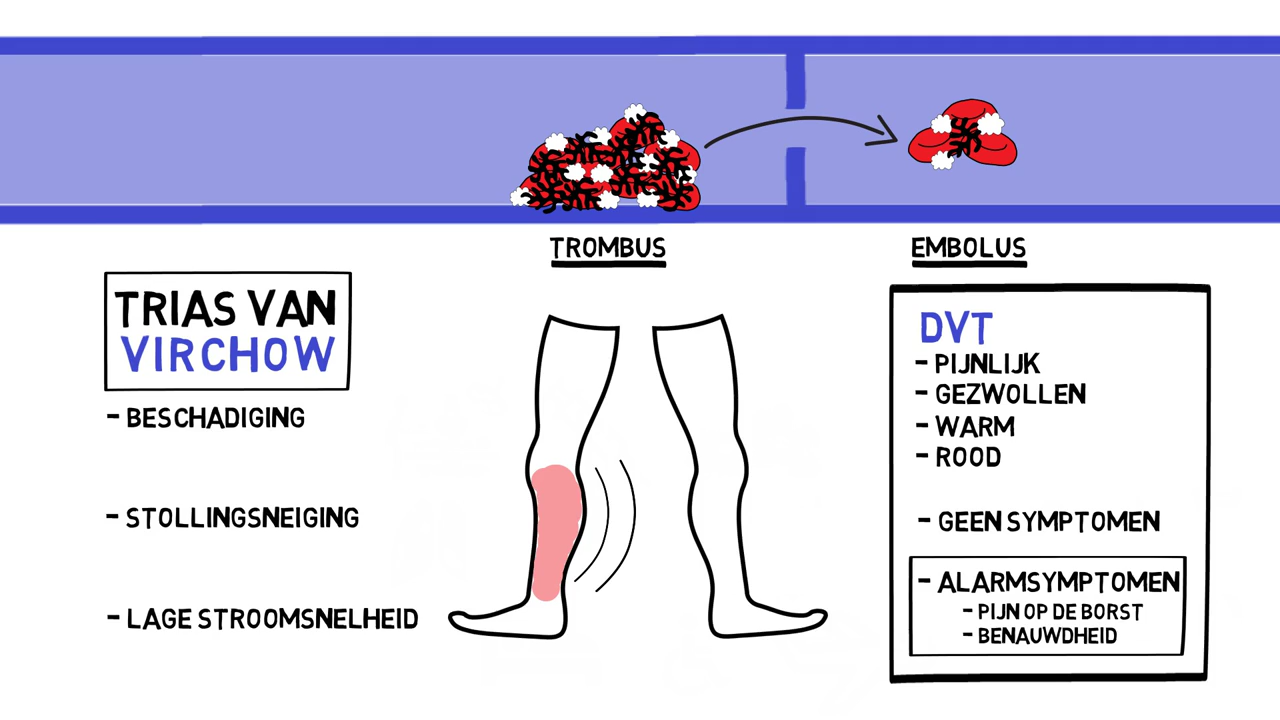 TROMBUS
EMBOLUS
TRIAS VAN
VIRCHOW
- BESCHADIGING
- STOLLINGSNEIGING
- LAGE STROOMSNELHEID
DVT
- PIJNLIJK
- GEZWOLLEN
- WARM
- ROOD
- GEEN SYMPTOMEN
- ALARMSYMPTOMEN
- PIJN OP DE BORST
- BENAUWDHEID